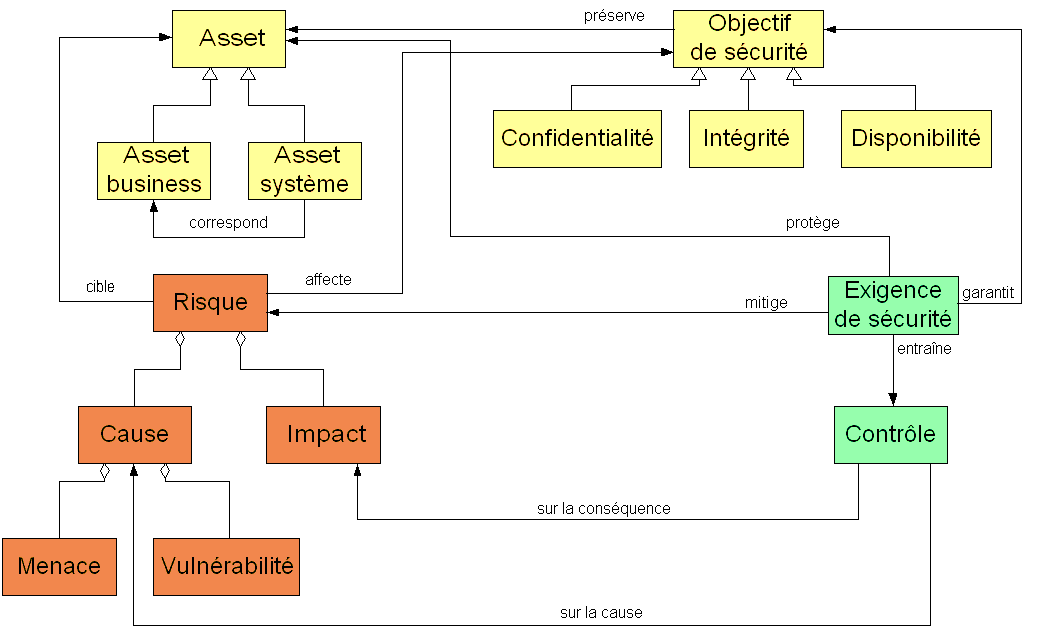 préserve
Asset
Objectif
de sécurité
Confidentialité
Intégrité
Disponibilité
Asset
business
Asset
système
correspond
protège
cible
affecte
Risque
mitige
Exigence
de sécurité
garantit
entraîne
Cause
Impact
Contrôle
sur la conséquence
Menace
Vulnérabilité
sur la cause